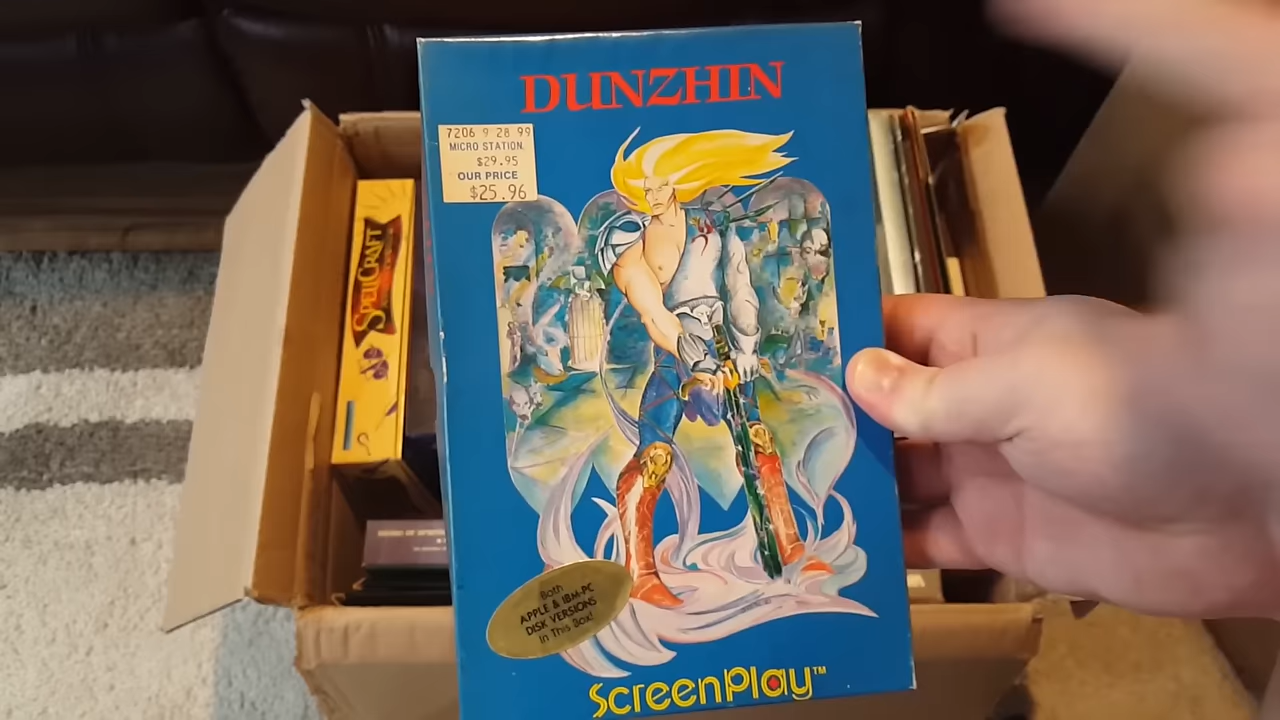 DUNZHIN
7206 9 28 99
MICRO STATION.
$29.95
OUR PRICE
$25.96
SPELLCRAFT
Both
APPLE & IBM-PC
DISK VERSIONS
In This Box!
ScreenPlay™